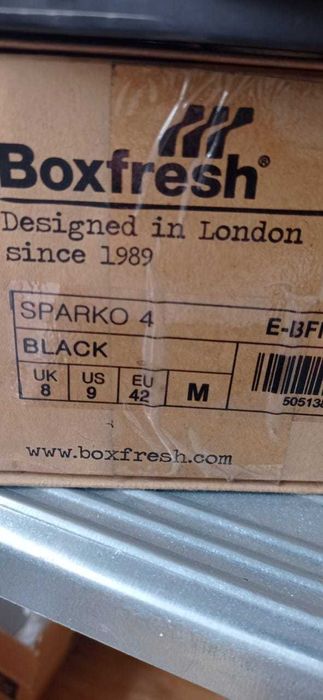 Boxfresh®
Designed in London
since 1989
SPARKO 4
BLACK
UK 8 US 9 EU 42 M
www.boxfresh.com